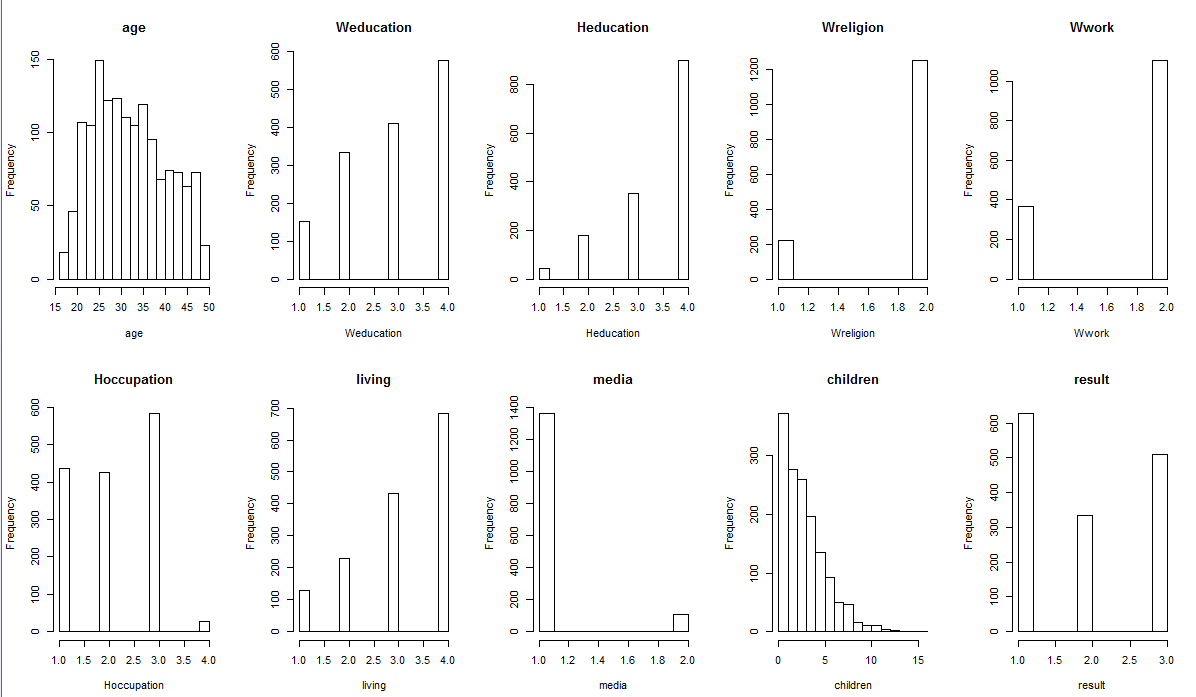 age
Frequency
0 50 100 150
15 20 25 30 35 40 45 50
age
Weducation
Frequency
0 100 200 300 400 500 600
1.0 1.5 2.0 2.5 3.0 3.5 4.0
Weducation
Heducation
Frequency
0 200 400 600 800
1.0 1.5 2.0 2.5 3.0 3.5 4.0
Heducation
Wreligion
Frequency
0 200 400 600 800 1000 1200
1.0 1.2 1.4 1.6 1.8 2.0
Wreligion
Wwork
Frequency
0 200 400 600 800 1000
1.0 1.2 1.4 1.6 1.8 2.0
Wwork
Hoccupation
Frequency
0 100 200 300 400 500 600
1.0 1.5 2.0 2.5 3.0 3.5 4.0
Hoccupation
living
Frequency
0 100 200 300 400 500 600 700
1.0 1.5 2.0 2.5 3.0 3.5 4.0
living
media
Frequency
0 200 400 600 800 1000 1200 1400
1.0 1.2 1.4 1.6 1.8 2.0
media
children
Frequency
0 100 200 300
0 5 10 15
children
result
Frequency
0 100 200 300 400 500 600
1.0 1.5 2.0 2.5 3.0
result